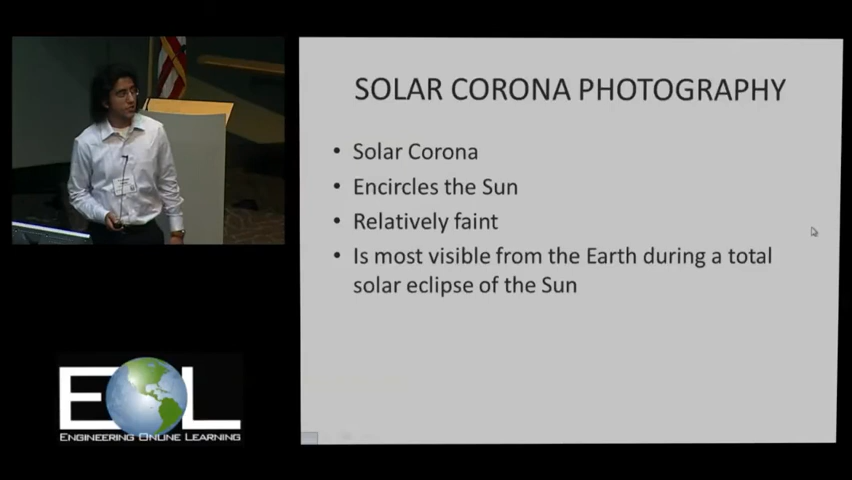 SOLAR CORONA PHOTOGRAPHY
• Solar Corona
• Encircles the Sun
• Relatively faint
• Is most visible from the Earth during a total
solar eclipse of the Sun
EOL
ENGINEERING ONLINE LEARNING